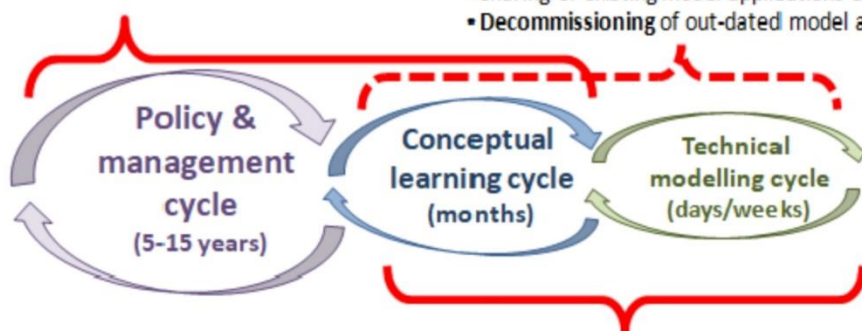 • Decommissioning of out-dated model a
Policy &
management
cycle
(5-15 years)
Conceptual
learning cycle
(months)
Technical
modelling cycle
(days/weeks)